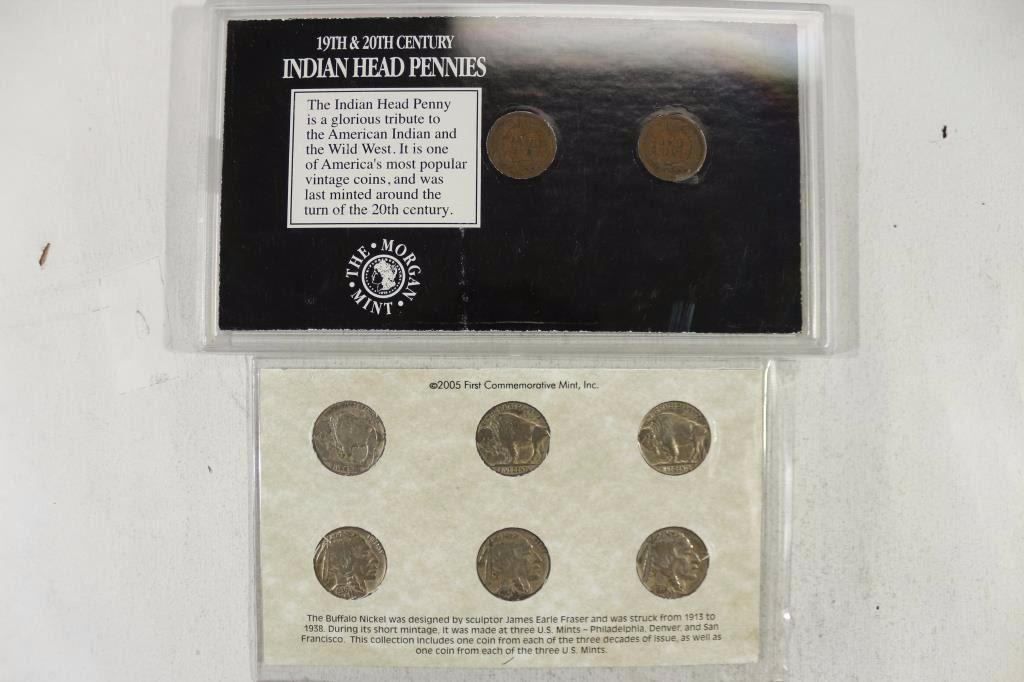 19TH & 20TH CENTURY
INDIAN HEAD PENNIES
The Indian Head Penny
is a glorious tribute to
the American Indian and
the Wild West. It is one
of America's most popular
vintage coins, and was
last minted around the
turn of the 20th century.
THE • MORGAN • MINT •
©2005 First Commemorative Mint, Inc.
The Buffalo Nickel was designed by sculptor James Earle Fraser and was struck from 1913 to
1938. During its short mintage, it was made at three U.S. Mints – Philadelphia, Denver, and San
Francisco. This collection includes one coin from each of the three decades of issue, as well as
one coin from each of the three U.S. Mints.